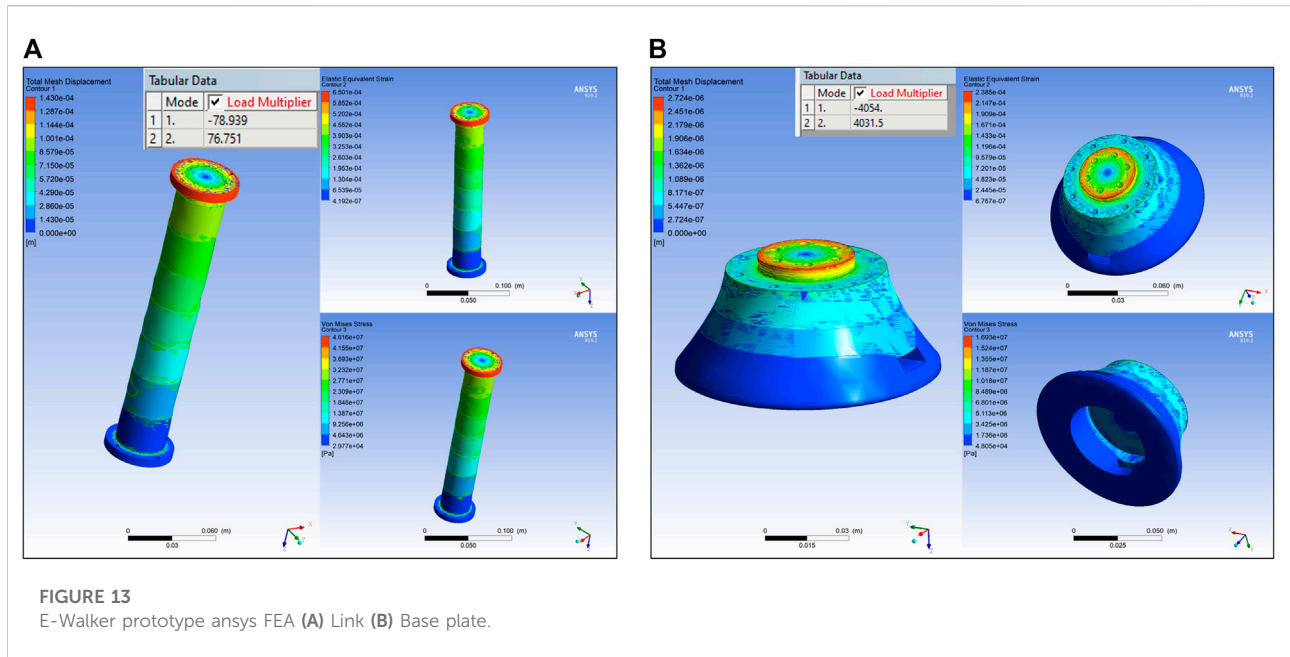 A
Total Mesh Displacement
Contour 1
1.430e-04
1.287e-04
1.144e-04
1.001e-04
8.579e-05
7.150e-05
5.720e-05
4.290e-05
2.860e-05
1.430e-05
0.000e+00
[m]
Tabular Data
Mode Load Multiplier
1 1. -78.939
2 2. 76.751
0 0.060 (m)
0.03
X
Y
Z
Elastic Equivalent Strain
Contour 2
6.501e-04
5.852e-04
5.202e-04
4.552e-04
3.903e-04
3.253e-04
2.603e-04
1.953e-04
1.304e-04
6.539e-05
4.192e-07
ANSYS
R19.2
0 0.100 (m)
0.050
Y
X
Z
Von Mises Stress
Contour 3
4.616e+07
4.155e+07
3.693e+07
3.232e+07
2.771e+07
2.309e+07
1.848e+07
1.387e+07
9.256e+06
4.643e+06
2.977e+04
[Pa]
ANSYS
R19.2
0 0.100 (m)
0.050
Y
Z
B
Total Mesh Displacement
Contour 1
2.724e-06
2.451e-06
2.179e-06
1.906e-06
1.634e-06
1.362e-06
1.089e-06
8.171e-07
5.447e-07
2.724e-07
0.000e+00
[m]
Tabular Data
Mode Load Multiplier
1 1. -4054.
2 2. 4031.5
0 0.03 (m)
0.015
Y
Z
Elastic Equivalent Strain
Contour 2
2.385e-04
2.147e-04
1.909e-04
1.671e-04
1.433e-04
1.196e-04
9.579e-05
7.201e-05
4.823e-05
2.445e-05
6.767e-07
ANSYS
R19.2
0 0.060 (m)
0.03
X
Y
Z
Von Mises Stress
Contour 3
1.693e+07
1.524e+07
1.355e+07
1.187e+07
1.018e+07
8.489e+06
6.801e+06
5.113e+06
3.425e+06
1.736e+06
4.805e+04
[Pa]
ANSYS
R19.2
0 0.050 (m)
0.025
X
Z
Y
FIGURE 13
E-Walker prototype ansys FEA (A) Link (B) Base plate.